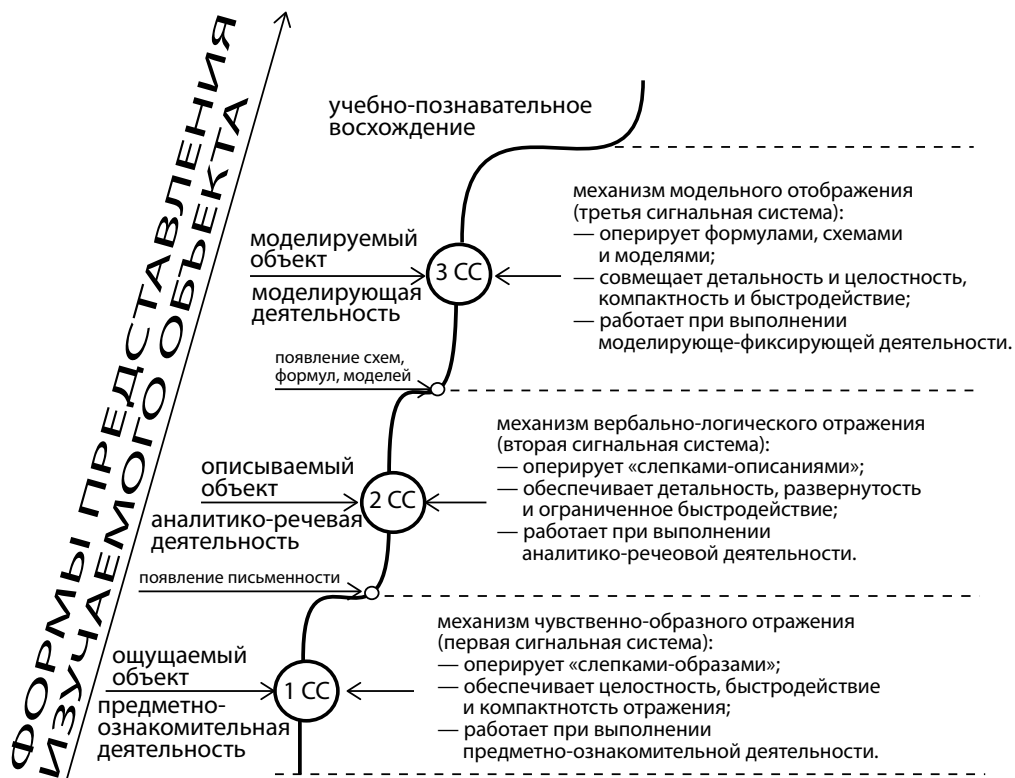 ФОРМЫ ПРЕДСТАВЛЕНИЯ
ИЗУЧАЕМОГО ОБЪЕКТА
учебно-познавательное
восхождение
моделируемый
объект
3 СС
моделирующая
деятельность
механизм модельного отображения
(третья сигнальная система):
— оперирует формулами, схемами
и моделями;
— совмещает детальность и целостность,
компактность и быстродействие;
— работает при выполнении
моделирующе-фиксирующей деятельности.
появление схем,
формул, моделей
описываемый
объект
2 СС
аналитико-речевая
деятельность
механизм вербально-логического отражения
(вторая сигнальная система):
— оперирует «слепками-описаниями»;
— обеспечивает детальность, развернутость
и ограниченное быстродействие;
— работает при выполнении
аналитико-речеовой деятельности.
появление письменности
ощущаемый
объект
1 СС
предметно-
ознакомительная
деятельность
механизм чувственно-образного отражения
(первая сигнальная система):
— оперирует «слепками-образами»;
— обеспечивает целостность, быстродействие
и компактнотсть отражения;
— работает при выполнении
предметно-ознакомительной деятельности.